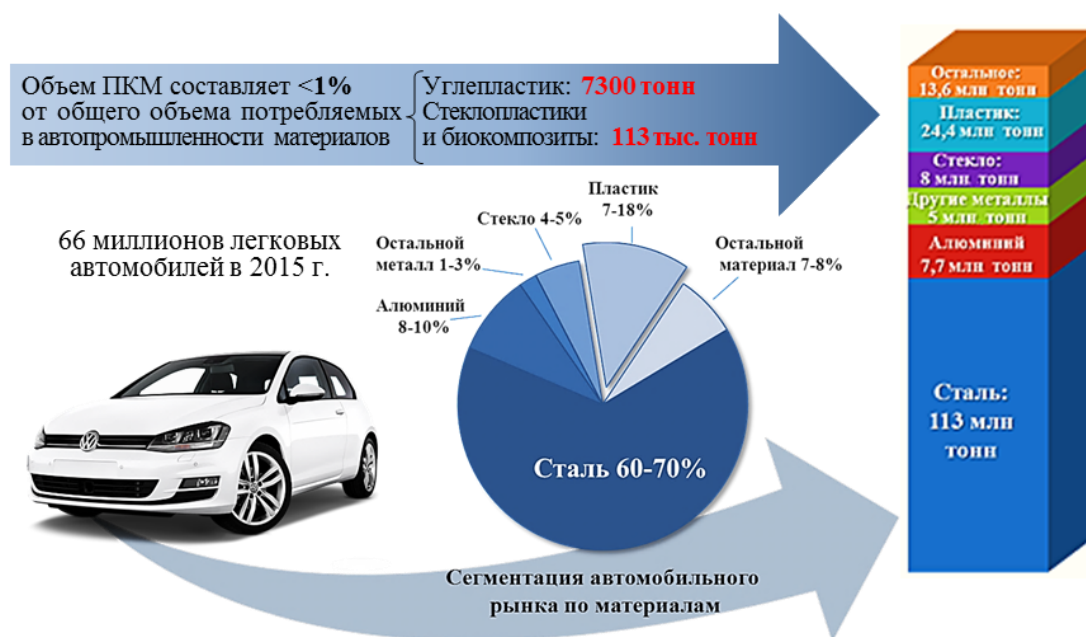 Объем ПКМ составляет <1%
от общего объема потребляемых
в автопромышленности материалов
Углепластик: 7300 тонн
Стеклопластики
и биокомпозиты: 113 тыс. тонн
66 миллионов легковых
автомобилей в 2015 г.
Пластик
7-18%
Стекло 4-5%
Остальной
металл 1-3%
Алюминий
8-10%
Остальной
материал 7-8%
Сталь 60-70%
Сегментация автомобильного
рынка по материалам
Остальное:
13,6 млн тонн
Пластик:
24,4 млн тонн
Стекло:
8 млн тонн
Другие металлы
5 млн тонн
Алюминий
7,7 млн тонн
Сталь:
113 млн
тонн